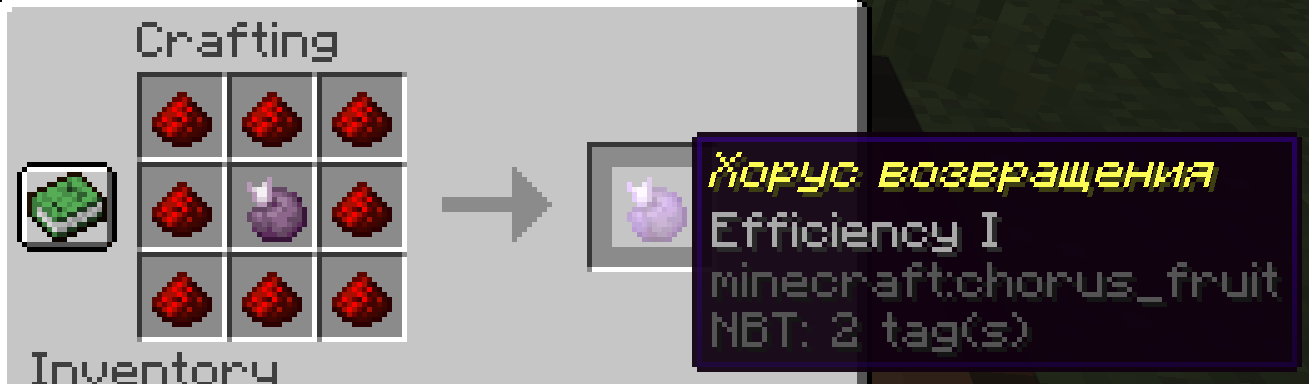 Crafting
Хорус возвращения
Efficiency I
minecraft:chorus_fruit
NBT: 2 tag(s)
Inventory